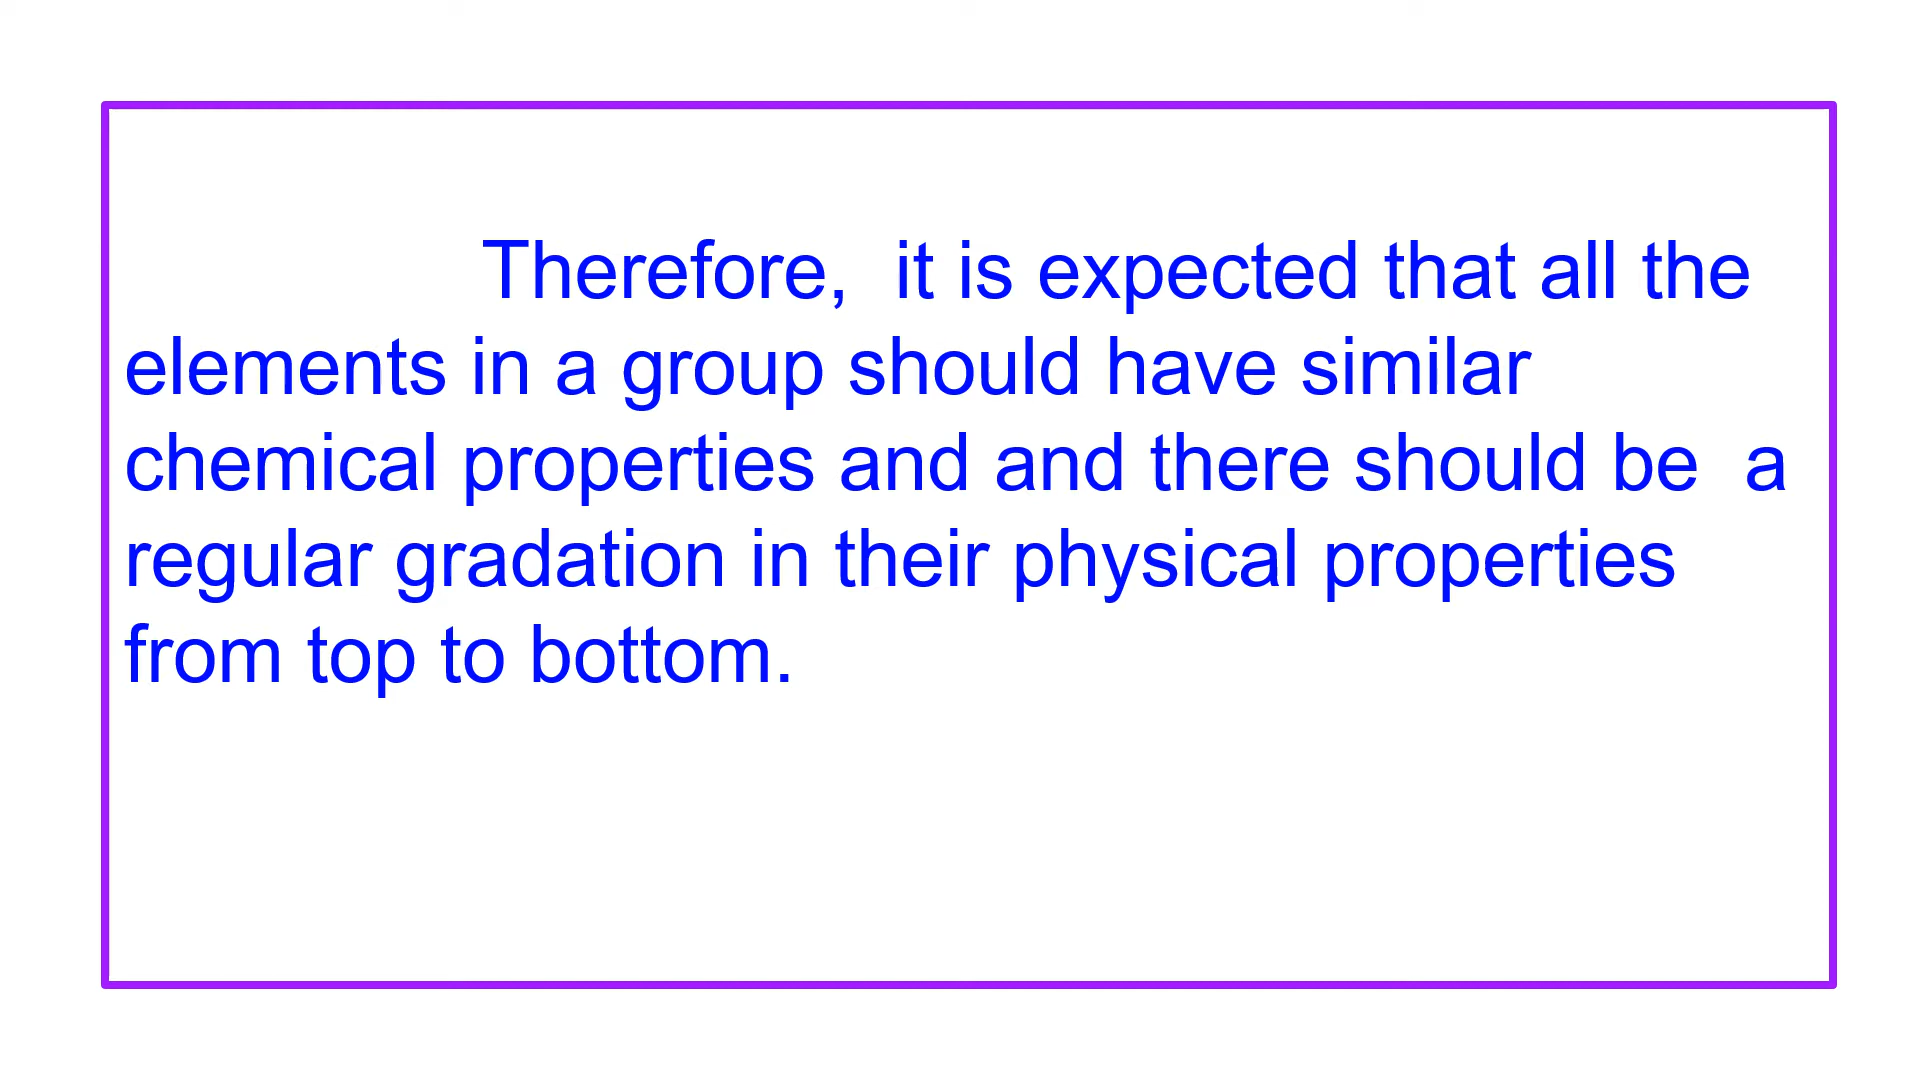 Therefore,  it is expected that all the
elements in a group should have similar
chemical properties and and there should be  a
regular gradation in their physical properties
from top to bottom.